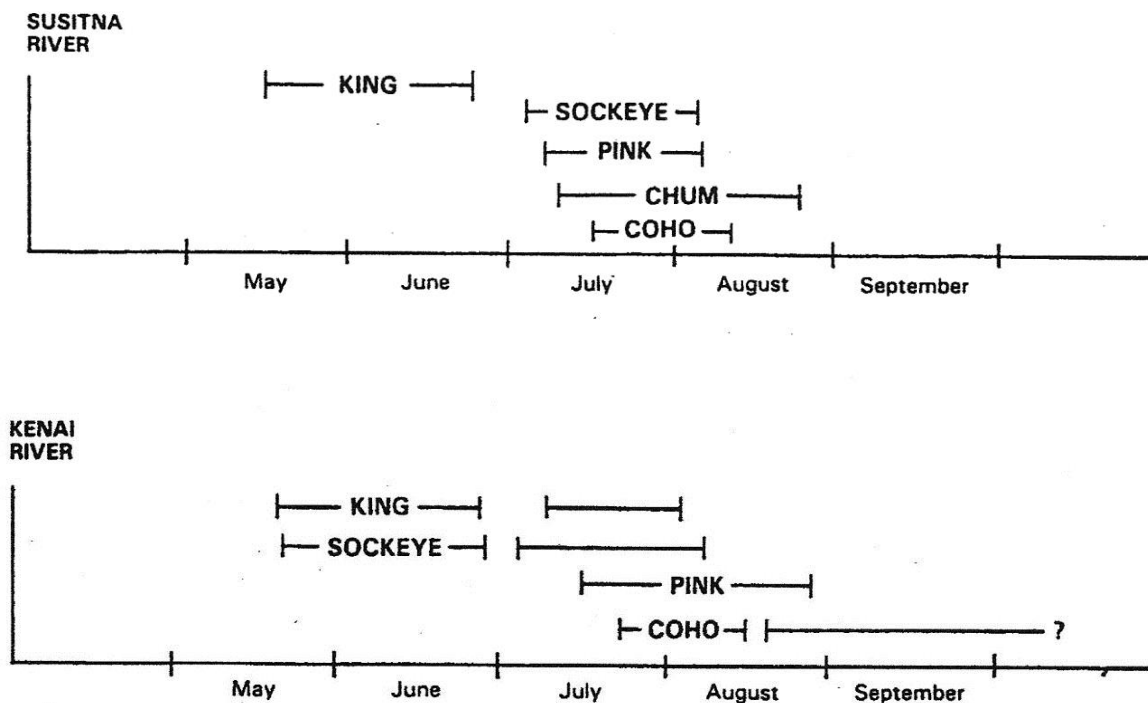 SUSITNA
RIVER
KING
SOCKEYE
PINK
CHUM
COHO
May June July August September
KENAI
RIVER
KING
SOCKEYE
PINK
COHO ?
May June July August September